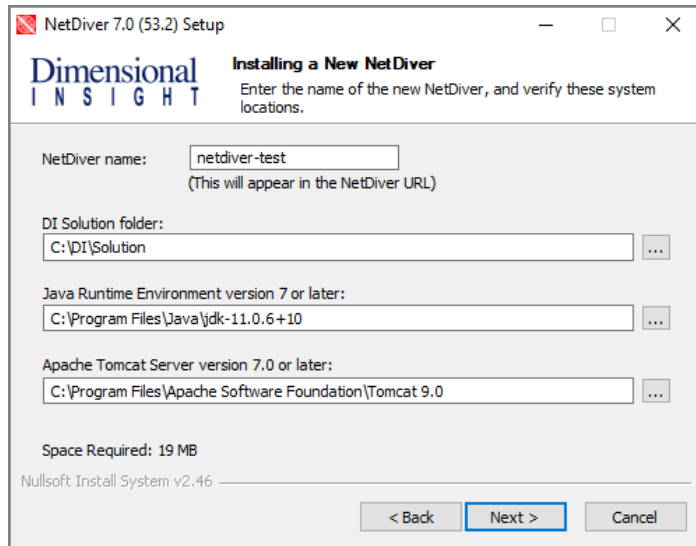 NetDiver 7.0 (53.2) Setup
Dimensional
INSIGHT
Installing a New NetDiver
Enter the name of the new NetDiver, and verify these system
locations.
NetDiver name:
netdiver-test
(This will appear in the NetDiver URL)
DI Solution folder:
C:\DI\Solution
...
Java Runtime Environment version 7 or later:
C:\Program Files\Java\jdk-11.0.6+10
...
Apache Tomcat Server version 7.0 or later:
C:\Program Files\Apache Software Foundation\Tomcat 9.0
...
Space Required: 19 MB
Nullsoft Install System v2.46
< Back
Next >
Cancel